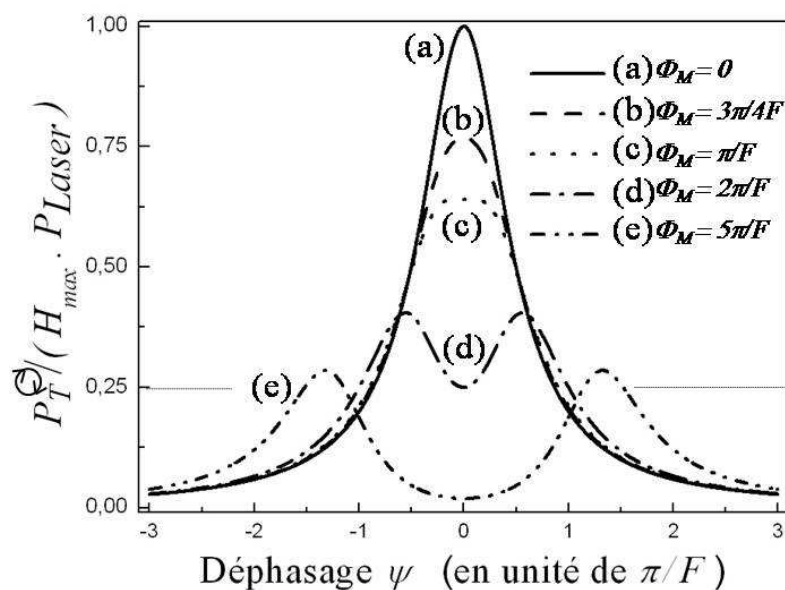 P_T^⊖/(H_max · P_Laser)
1,00
0,75
0,50
0,25
0,00
(a)
(b)
(c)
(d)
(e)
(a) Φ_M = 0
(b) Φ_M = 3π/4F
(c) Φ_M = π/F
(d) Φ_M = 2π/F
(e) Φ_M = 5π/F
-3 -2 -1 0 1 2 3
Déphasage ψ (en unité de π/F)